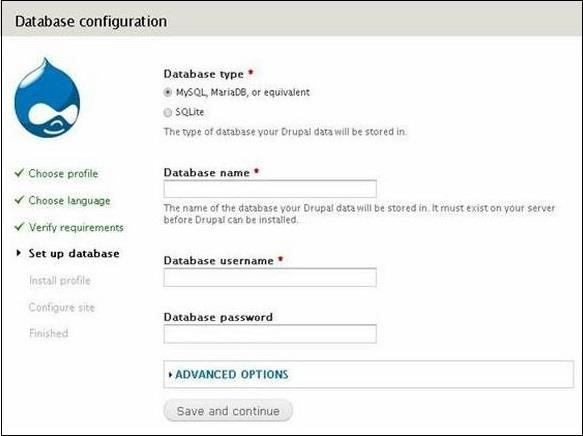 Database configuration
Choose profile
Choose language
Verify requirements
Set up database
Install profile
Configure site
Finished
Database type *
MySQL, MariaDB, or equivalent
SQLite
The type of database your Drupal data will be stored in.
Database name *
The name of the database your Drupal data will be stored in. It must exist on your server
before Drupal can be installed.
Database username *
Database password
ADVANCED OPTIONS
Save and continue